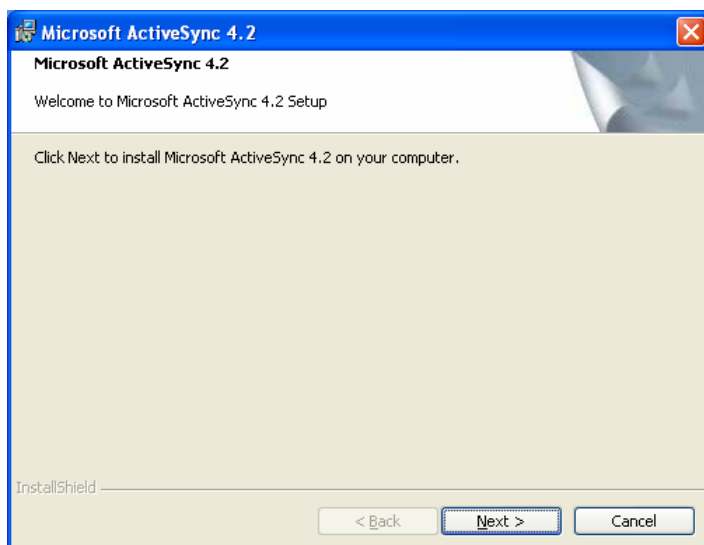 Microsoft ActiveSync 4.2
Microsoft ActiveSync 4.2
Welcome to Microsoft ActiveSync 4.2 Setup
Click Next to install Microsoft ActiveSync 4.2 on your computer.
InstallShield
< Back Next > Cancel